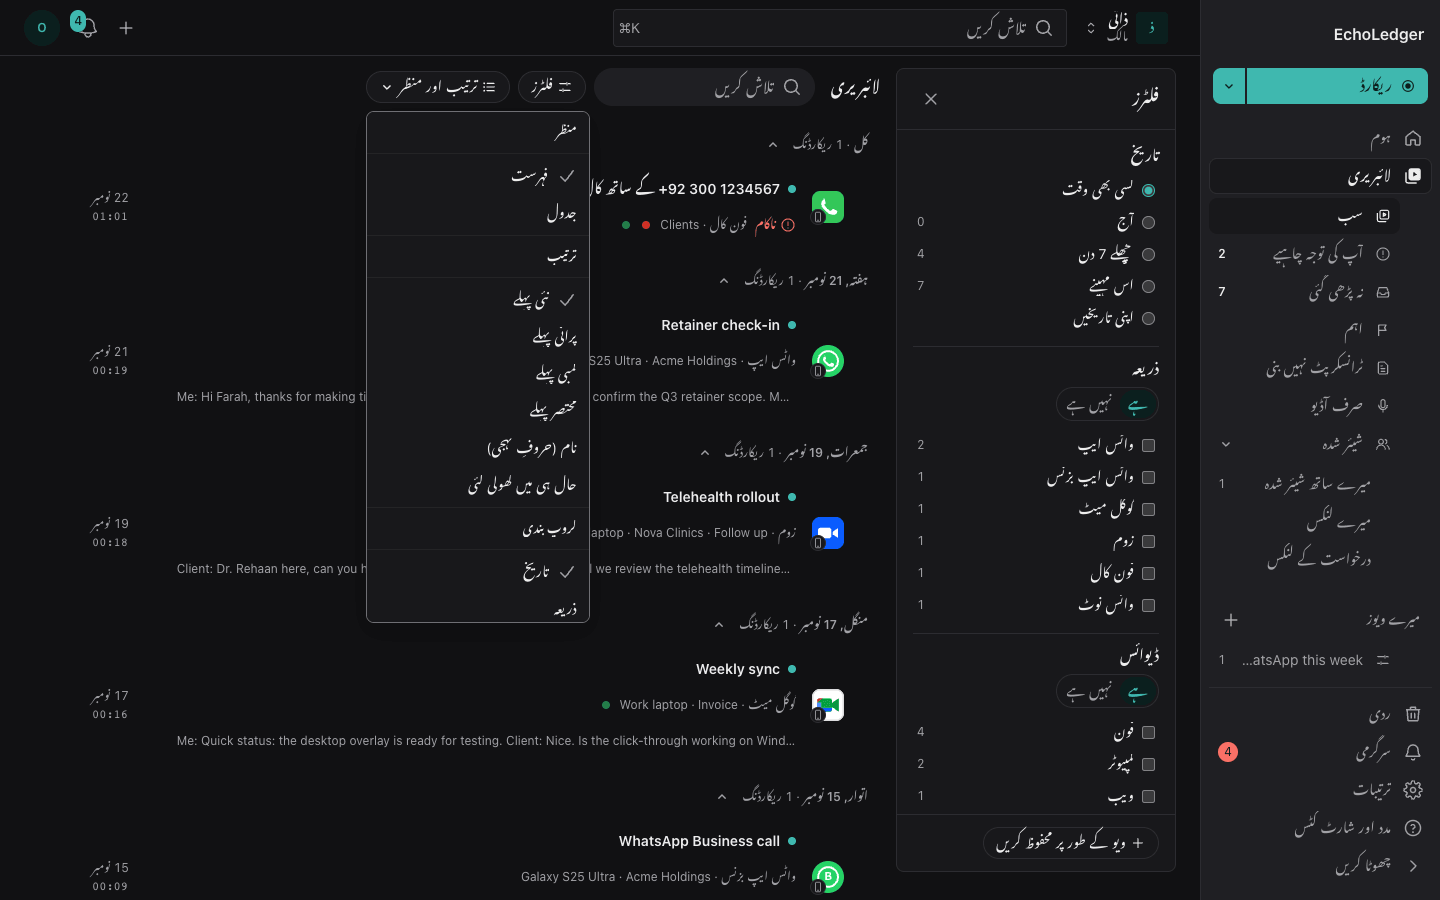 EchoLedger
ریکارڈ
ہوم
لائبریری
سب
آپ کی توجہ چاہیے
2
نہ پڑھی گئی
7
اہم
ٹرانسکرپٹ نہیں بنی
صرف آڈیو
شیئر شدہ
میرے ساتھ شیئر شدہ
1
میرے لنکس
درخواست کے لنکس
میرے ویوز
...atsApp this week
1
ردی
سرگرمی
4
ترتیبات
مدد اور شارٹ کٹس
چھوٹا کریں
ذ
ذاتی
مالک
تلاش کریں
⌘K
4
O
فلٹرز
تاریخ
کسی بھی وقت
آج
0
پچھلے 7 دن
4
اس مہینے
7
اپنی تاریخیں
ذریعہ
ہے
نہیں ہے
واٹس ایپ
2
واٹس ایپ بزنس
1
گوگل میٹ
1
زوم
1
فون کال
1
وائس نوٹ
1
ڈیوائس
ہے
نہیں ہے
فون
4
کمپیوٹر
2
ویب
1
ویو کے طور پر محفوظ کریں
لائبریری
تلاش کریں
فلٹرز
ترتیب اور منظر
منظر
فہرست
جدول
ترتیب
نئی پہلے
پرانی پہلے
لمبی پہلے
مختصر پہلے
نام (حروفِ تہجی)
حال ہی میں کھولی گئی
گروپ بندی
تاریخ
ذریعہ
کل · 1 ریکارڈنگ
+92 300 1234567 کے ساتھ کال
ناکام
فون کال · Clients
22 نومبر
01:01
ہفتہ, 21 نومبر · 1 ریکارڈنگ
Retainer check-in
واٹس ایپ · S25 Ultra · Acme Holdings
Me: Hi Farah, thanks for making ti
confirm the Q3 retainer scope. M...
21 نومبر
00:19
جمعرات, 19 نومبر · 1 ریکارڈنگ
Telehealth rollout
زوم · aptop · Nova Clinics · Follow up
Client: Dr. Rehaan here, can you h
we review the telehealth timeline...
19 نومبر
00:18
منگل, 17 نومبر · 1 ریکارڈنگ
Weekly sync
گوگل میٹ · Work laptop · Invoice
Me: Quick status: the desktop overlay is ready for testing. Client: Nice. Is the click-through working on Wind...
17 نومبر
00:16
اتوار, 15 نومبر · 1 ریکارڈنگ
WhatsApp Business call
واٹس ایپ بزنس · Galaxy S25 Ultra · Acme Holdings
15 نومبر
00:09